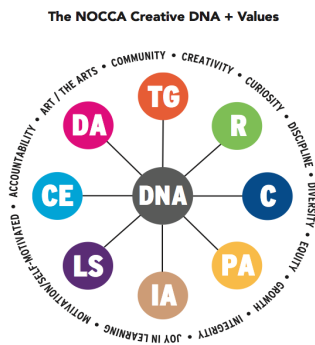 The NOCCA Creative DNA + Values
ACCOUNTABILITY • ART / THE ARTS • COMMUNITY • CREATIVITY • CURIOSITY • DISCIPLINE • DIVERSITY • EQUITY • GROWTH • INTEGRITY • JOY IN LEARNING • MOTIVATION/SELF-MOTIVATED •
TG
DA
R
CE
DNA
C
LS
PA
IA